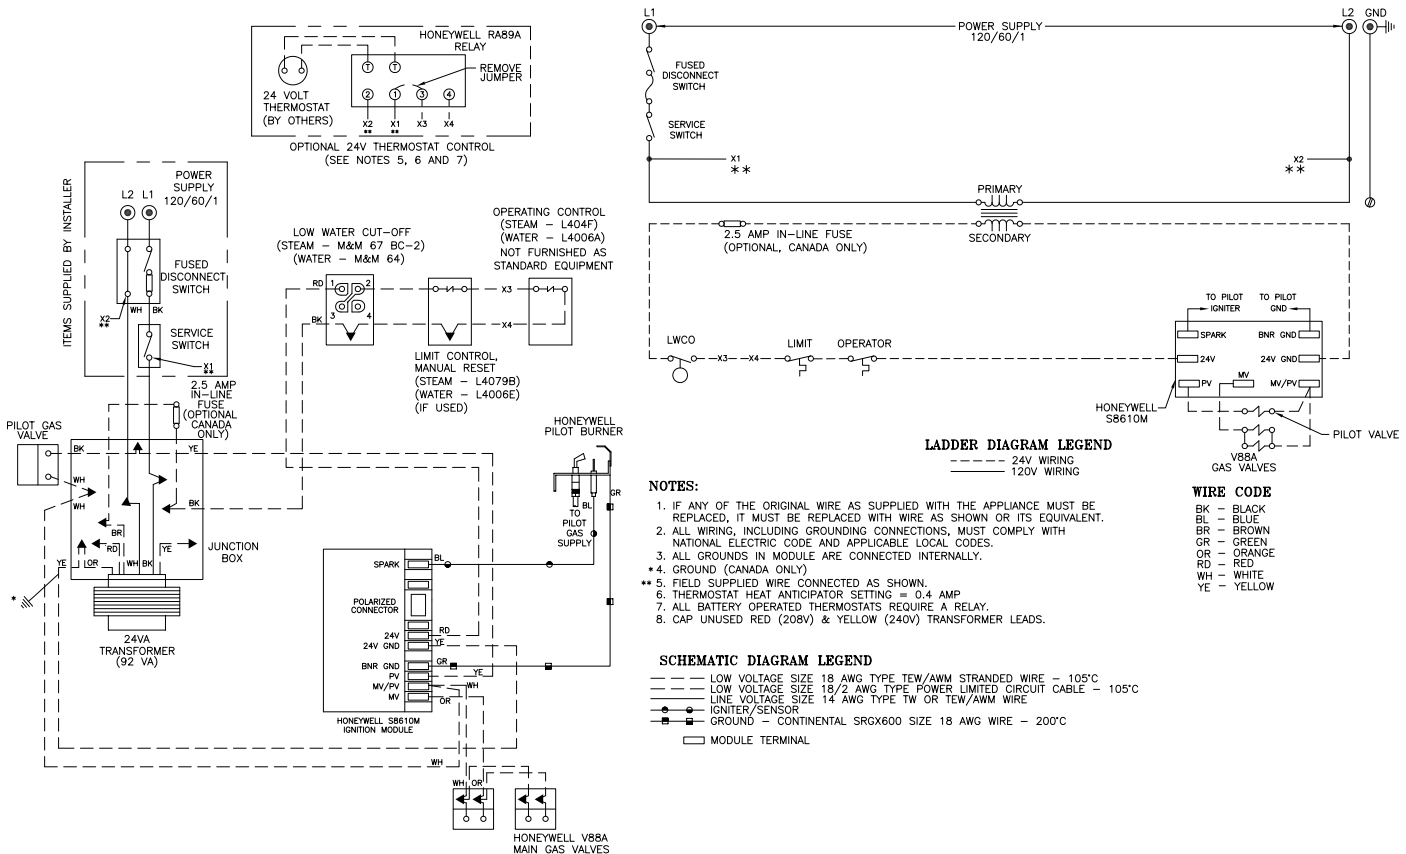 HONEYWELL RA89A
RELAY
REMOVE
JUMPER
T
T
2
1
3
4
24 VOLT
THERMOSTAT
(BY OTHERS)
X2
**
X1
**
X3
X4
OPTIONAL 24V THERMOSTAT CONTROL
(SEE NOTES 5, 6 AND 7)
ITEMS SUPPLIED BY INSTALLER
POWER
SUPPLY
120/60/1
L2
L1
FUSED
DISCONNECT
SWITCH
X2
**
WH
BK
SERVICE
SWITCH
X1
**
2.5 AMP
IN-LINE
FUSE
(OPTIONAL
CANADA
ONLY)
LOW WATER CUT-OFF
(STEAM - M&M 67 BC-2)
(WATER - M&M 64)
RD
1
2
3
4
BK
OPERATING CONTROL
(STEAM - L404F)
(WATER - L4006A)
NOT FURNISHED AS
STANDARD EQUIPMENT
X3
X4
LIMIT CONTROL,
MANUAL RESET
(STEAM - L4079B)
(WATER - L4006E)
(IF USED)
PILOT GAS
VALVE
BK
YE
WH
WH
BK
BR
RD
YE
YE
OR
WH
BK
JUNCTION
BOX
*
24VA
TRANSFORMER
(92 VA)
HONEYWELL
PILOT BURNER
GR
BL
TO
PILOT
GAS
SUPPLY
SPARK
BL
POLARIZED
CONNECTOR
24V
RD
24V GND
YE
BNR GND
GR
PV
YE
MV/PV
WH
MV
OR
HONEYWELL S8610M
IGNITION MODULE
WH
WH
OR
HONEYWELL V88A
MAIN GAS VALVES
L1
POWER SUPPLY
120/60/1
L2
GND
FUSED
DISCONNECT
SWITCH
SERVICE
SWITCH
X1
**
X2
**
PRIMARY
SECONDARY
2.5 AMP IN-LINE FUSE
(OPTIONAL, CANADA ONLY)
LWCO
X3
X4
LIMIT
OPERATOR
TO PILOT
IGNITER
TO PILOT
GND
SPARK
BNR GND
24V
24V GND
PV
MV
MV/PV
HONEYWELL
S8610M
PILOT VALVE
V88A
GAS VALVES
LADDER DIAGRAM LEGEND
24V WIRING
120V WIRING
NOTES:
1. IF ANY OF THE ORIGINAL WIRE AS SUPPLIED WITH THE APPLIANCE MUST BE
REPLACED, IT MUST BE REPLACED WITH WIRE AS SHOWN OR ITS EQUIVALENT.
2. ALL WIRING, INCLUDING GROUNDING CONNECTIONS, MUST COMPLY WITH
NATIONAL ELECTRIC CODE AND APPLICABLE LOCAL CODES.
3. ALL GROUNDS IN MODULE ARE CONNECTED INTERNALLY.
* 4. GROUND (CANADA ONLY)
** 5. FIELD SUPPLIED WIRE CONNECTED AS SHOWN.
6. THERMOSTAT HEAT ANTICIPATOR SETTING = 0.4 AMP
7. ALL BATTERY OPERATED THERMOSTATS REQUIRE A RELAY.
8. CAP UNUSED RED (208V) & YELLOW (240V) TRANSFORMER LEADS.
WIRE CODE
BK - BLACK
BL - BLUE
BR - BROWN
GR - GREEN
OR - ORANGE
RD - RED
WH - WHITE
YE - YELLOW
SCHEMATIC DIAGRAM LEGEND
LOW VOLTAGE SIZE 18 AWG TYPE TEW/AWM STRANDED WIRE - 105°C
LOW VOLTAGE SIZE 18/2 AWG TYPE POWER LIMITED CIRCUIT CABLE - 105°C
LINE VOLTAGE SIZE 14 AWG TYPE TW OR TEW/AWM WIRE
IGNITER/SENSOR
GROUND - CONTINENTAL SRGX600 SIZE 18 AWG WIRE - 200°C
MODULE TERMINAL